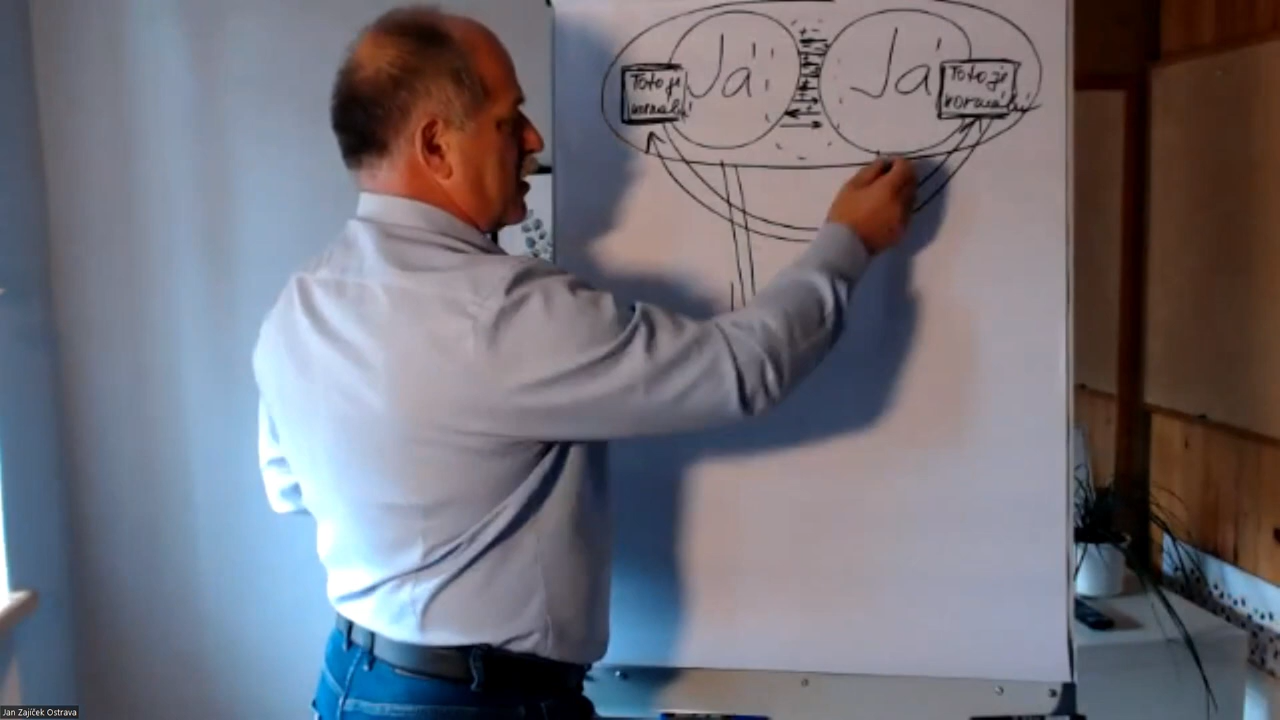 Já
Já
Toto je
normální
Toto je
normální
Jan Zajíček Ostrava